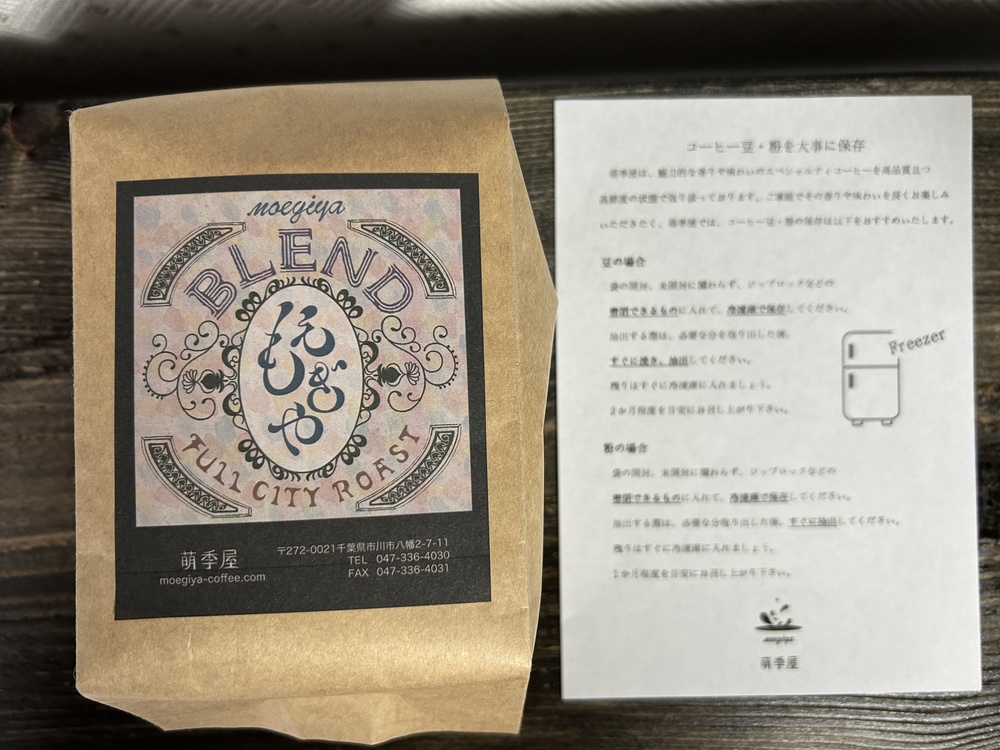 moegiya
BLEND
もえぎや
FULL CITY ROAST
萌季屋
moegiya-coffee.com
〒272-0021千葉県市川市八幡2-7-11
TEL 047-336-4030
FAX 047-336-4031
コーヒー豆・粉を大事に保存
萌季屋は、魅力的な香りや味わいのスペシャルティコーヒーを高品質且つ
高鮮度の状態で取り扱っております。ご家庭でその香りや味わいを良くお楽しみ
いただきたく、萌季屋では、コーヒー豆・粉の保存は以下をおすすめいたします。
豆の場合
袋の開封、未開封に関わらず、ジップロックなどの
密閉できるものに入れて、冷凍庫で保存してください。
抽出する際は、必要な分を取り出した後、
すぐに挽き、抽出してください。
残りはすぐに冷凍庫に入れましょう。
2か月程度を目安にお召し上がり下さい。
Freezer
粉の場合
袋の開封、未開封に関わらず、ジップロックなどの
密閉できるものに入れて、冷凍庫で保存してください。
抽出する際は、必要な分取り出した後、すぐに抽出してください。
残りはすぐに冷凍庫に入れましょう。
1か月程度を目安にお召し上がり下さい。
moegiya
萌季屋